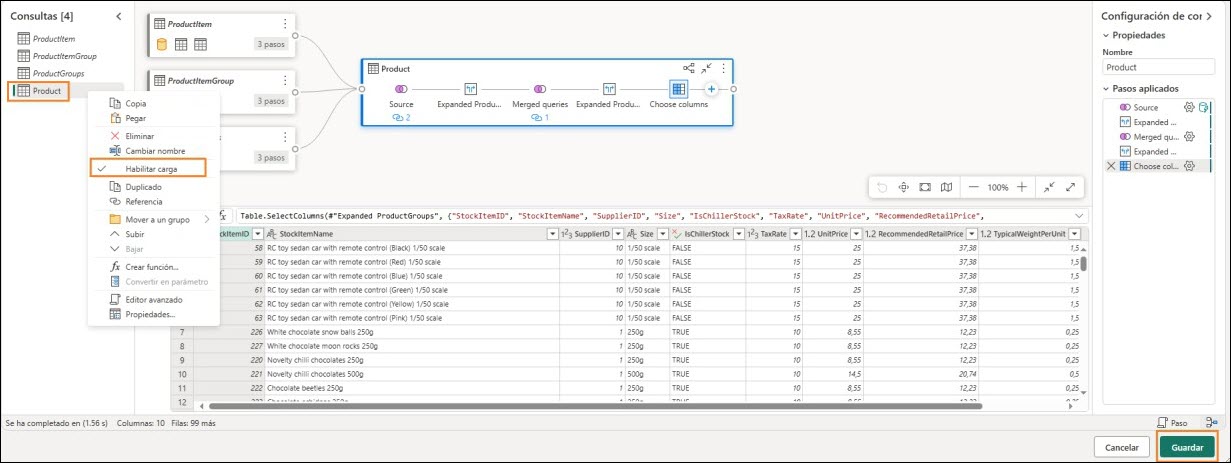 Consultas [4]
ProductItem
ProductItemGroup
ProductGroups
Product
Copia
Pegar
Eliminar
Cambiar nombre
Habilitar carga
Duplicado
Referencia
Mover a un grupo
Subir
Bajar
Crear función...
Convertir en parámetro
Editor avanzado
Propiedades...
ProductItem
3 pasos
ProductItemGroup
3 pasos
3 pasos
Product
Source Expanded Produ... Merged queries Expanded Produ... Choose columns
2 1
100%
fx Table.SelectColumns(#"Expanded ProductGroups", {"StockItemID", "StockItemName", "SupplierID", "Size", "IsChillerStock", "TaxRate", "UnitPrice", "RecommendedRetailPrice",
ckItemID StockItemName 123 SupplierID Size IsChillerStock 123 TaxRate 1.2 UnitPrice 1.2 RecommendedRetailPrice 1.2 TypicalWeightPerUnit
58 RC toy sedan car with remote control (Black) 1/50 scale 10 1/50 scale FALSE 15 25 37,38 1,5
59 RC toy sedan car with remote control (Red) 1/50 scale 10 1/50 scale FALSE 15 25 37,38 1,5
60 RC toy sedan car with remote control (Blue) 1/50 scale 10 1/50 scale FALSE 15 25 37,38 1,5
61 RC toy sedan car with remote control (Green) 1/50 scale 10 1/50 scale FALSE 15 25 37,38 1,5
62 RC toy sedan car with remote control (Yellow) 1/50 scale 10 1/50 scale FALSE 15 25 37,38 1,5
63 RC toy sedan car with remote control (Pink) 1/50 scale 10 1/50 scale FALSE 15 25 37,38 1,5
7 226 White chocolate snow balls 250g 1 250g TRUE 10 8,55 12,23 0,25
8 227 White chocolate moon rocks 250g 1 250g TRUE 10 8,55 12,23 0,25
9 220 Novelty chilli chocolates 250g 1 250g TRUE 10 8,55 12,23 0,25
10 221 Novelty chilli chocolates 500g 1 500g TRUE 10 14,5 20,74 0,5
11 222 Chocolate beetles 250g 1 250g TRUE 10 8,55 12,23 0,25
12
Configuración de cor
Propiedades
Nombre
Product
Pasos aplicados
Source
Expanded ...
Merged qu...
Expanded ...
Choose col...
Se ha completado en (1.56 s) Columnas: 10 Filas: 99 más
Paso
Cancelar
Guardar